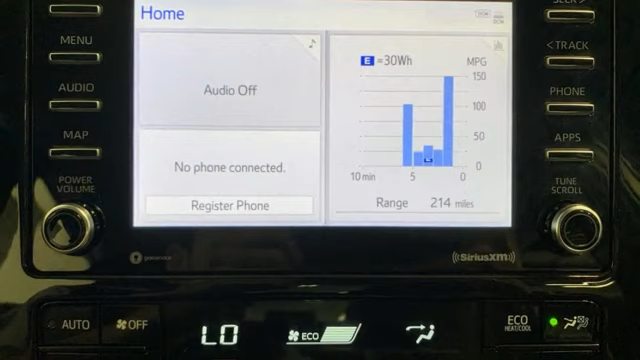 SEEK >
Home
DCM
MENU
< TRACK
E =30Wh
MPG
150
AUDIO
Audio Off
100
PHONE
50
MAP
APPS
No phone connected.
0
10 min 5 0
POWER
VOLUME
Register Phone
Range 214 miles
TUNE
SCROLL
((SiriusXM))
AUTO
OFF
LO
ECO
ECO
HEAT/COOL